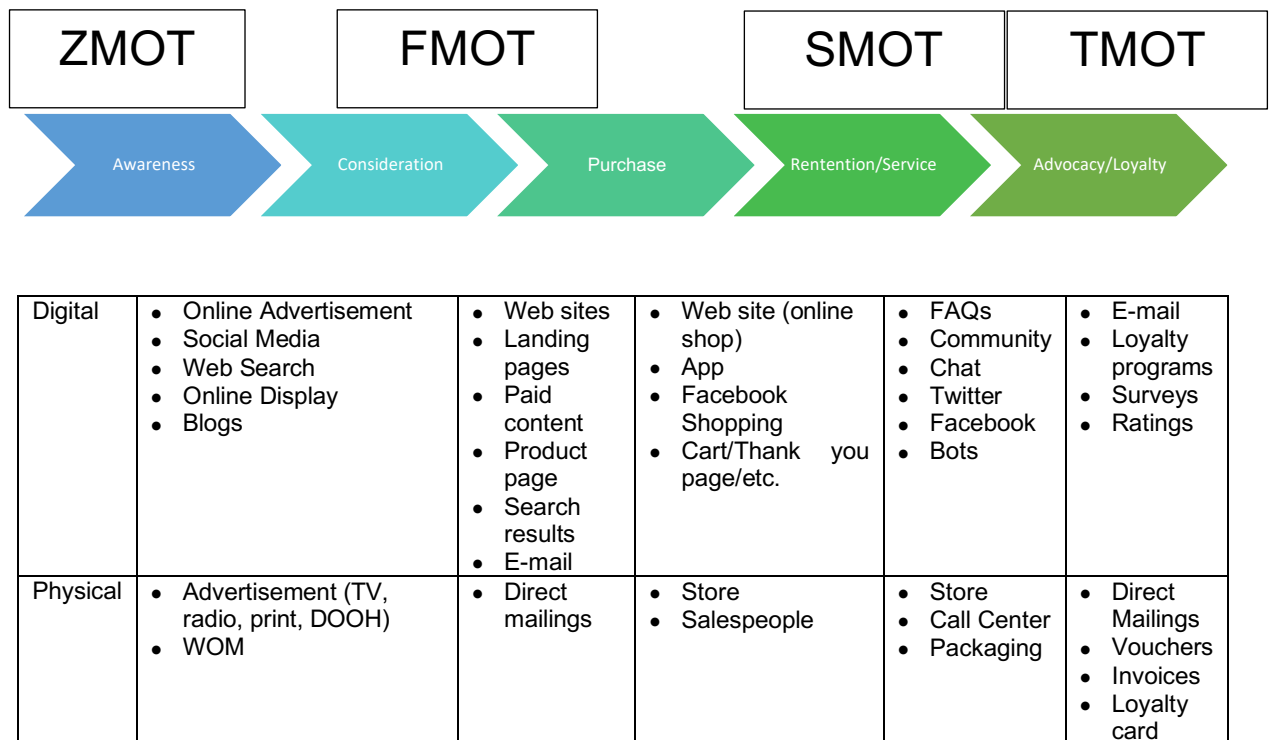 ZMOT
FMOT
SMOT
TMOT
Awareness
Consideration
Purchase
Rentention/Service
Advocacy/Loyalty
Digital
• Online Advertisement
• Social Media
• Web Search
• Online Display
• Blogs
• Web sites
• Landing
pages
• Paid
content
• Product
page
• Search
results
• E-mail
• Web site (online
shop)
• App
• Facebook
Shopping
• Cart/Thank you
page/etc.
• FAQs
• Community
• Chat
• Twitter
• Facebook
• Bots
• E-mail
• Loyalty
programs
• Surveys
• Ratings
Physical
• Advertisement (TV,
radio, print, DOOH)
• WOM
• Direct
mailings
• Store
• Salespeople
• Store
• Call Center
• Packaging
• Direct
Mailings
• Vouchers
• Invoices
• Loyalty
card